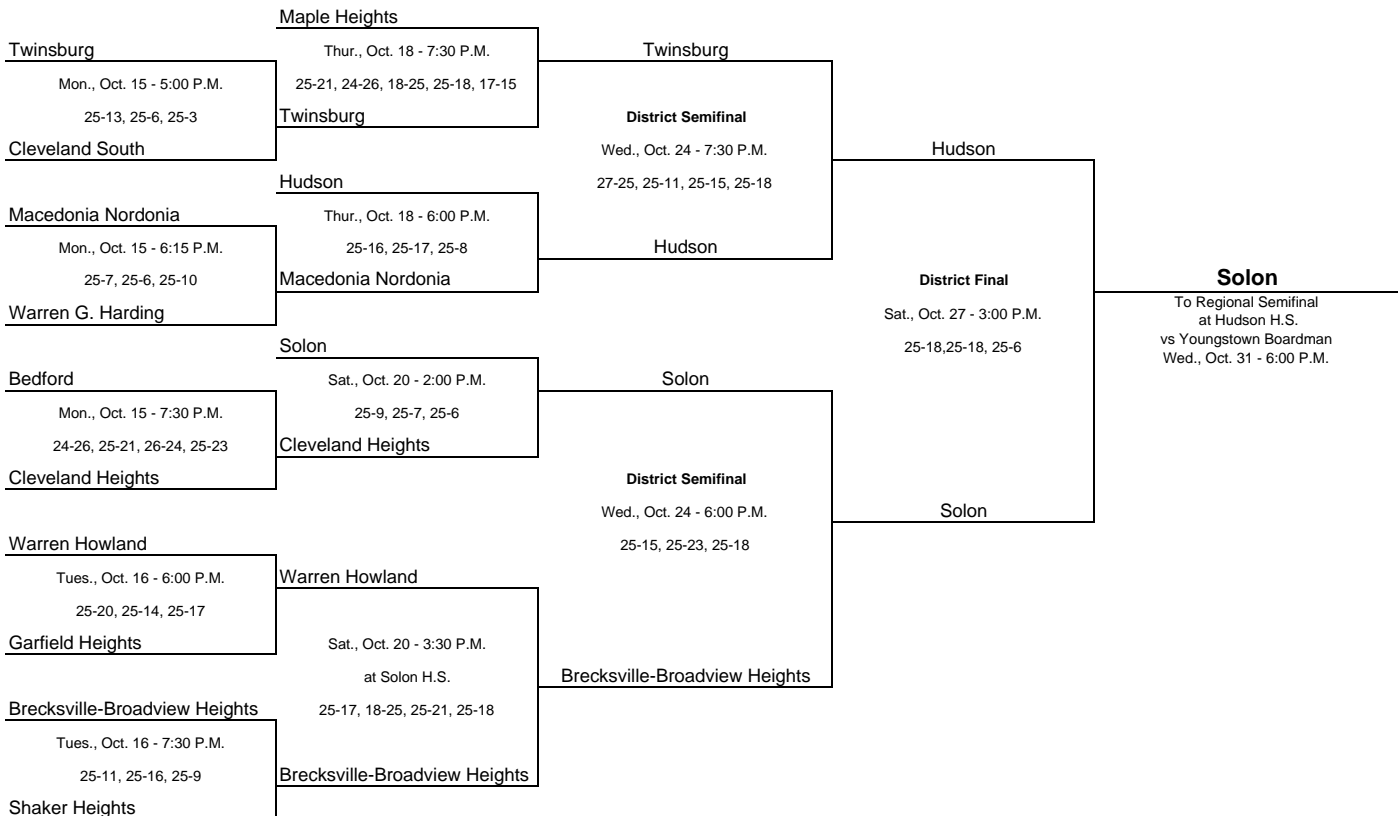 Maple Heights
Twinsburg
Thur., Oct. 18 - 7:30 P.M.
Twinsburg
Mon., Oct. 15 - 5:00 P.M.
25-21, 24-26, 18-25, 25-18, 17-15
25-13, 25-6, 25-3
Twinsburg
District Semifinal
Cleveland South
Wed., Oct. 24 - 7:30 P.M.
Hudson
Hudson
27-25, 25-11, 25-15, 25-18
Macedonia Nordonia
Thur., Oct. 18 - 6:00 P.M.
Mon., Oct. 15 - 6:15 P.M.
25-16, 25-17, 25-8
Hudson
25-7, 25-6, 25-10
Macedonia Nordonia
District Final
Solon
Warren G. Harding
Sat., Oct. 27 - 3:00 P.M.
To Regional Semifinal
at Hudson H.S.
vs Youngstown Boardman
Wed., Oct. 31 - 6:00 P.M.
Solon
25-18,25-18, 25-6
Bedford
Sat., Oct. 20 - 2:00 P.M.
Solon
Mon., Oct. 15 - 7:30 P.M.
25-9, 25-7, 25-6
24-26, 25-21, 26-24, 25-23
Cleveland Heights
Cleveland Heights
District Semifinal
Wed., Oct. 24 - 6:00 P.M.
Solon
Warren Howland
25-15, 25-23, 25-18
Tues., Oct. 16 - 6:00 P.M.
Warren Howland
25-20, 25-14, 25-17
Garfield Heights
Sat., Oct. 20 - 3:30 P.M.
at Solon H.S.
Brecksville-Broadview Heights
Brecksville-Broadview Heights
25-17, 18-25, 25-21, 25-18
Tues., Oct. 16 - 7:30 P.M.
25-11, 25-16, 25-9
Brecksville-Broadview Heights
Shaker Heights